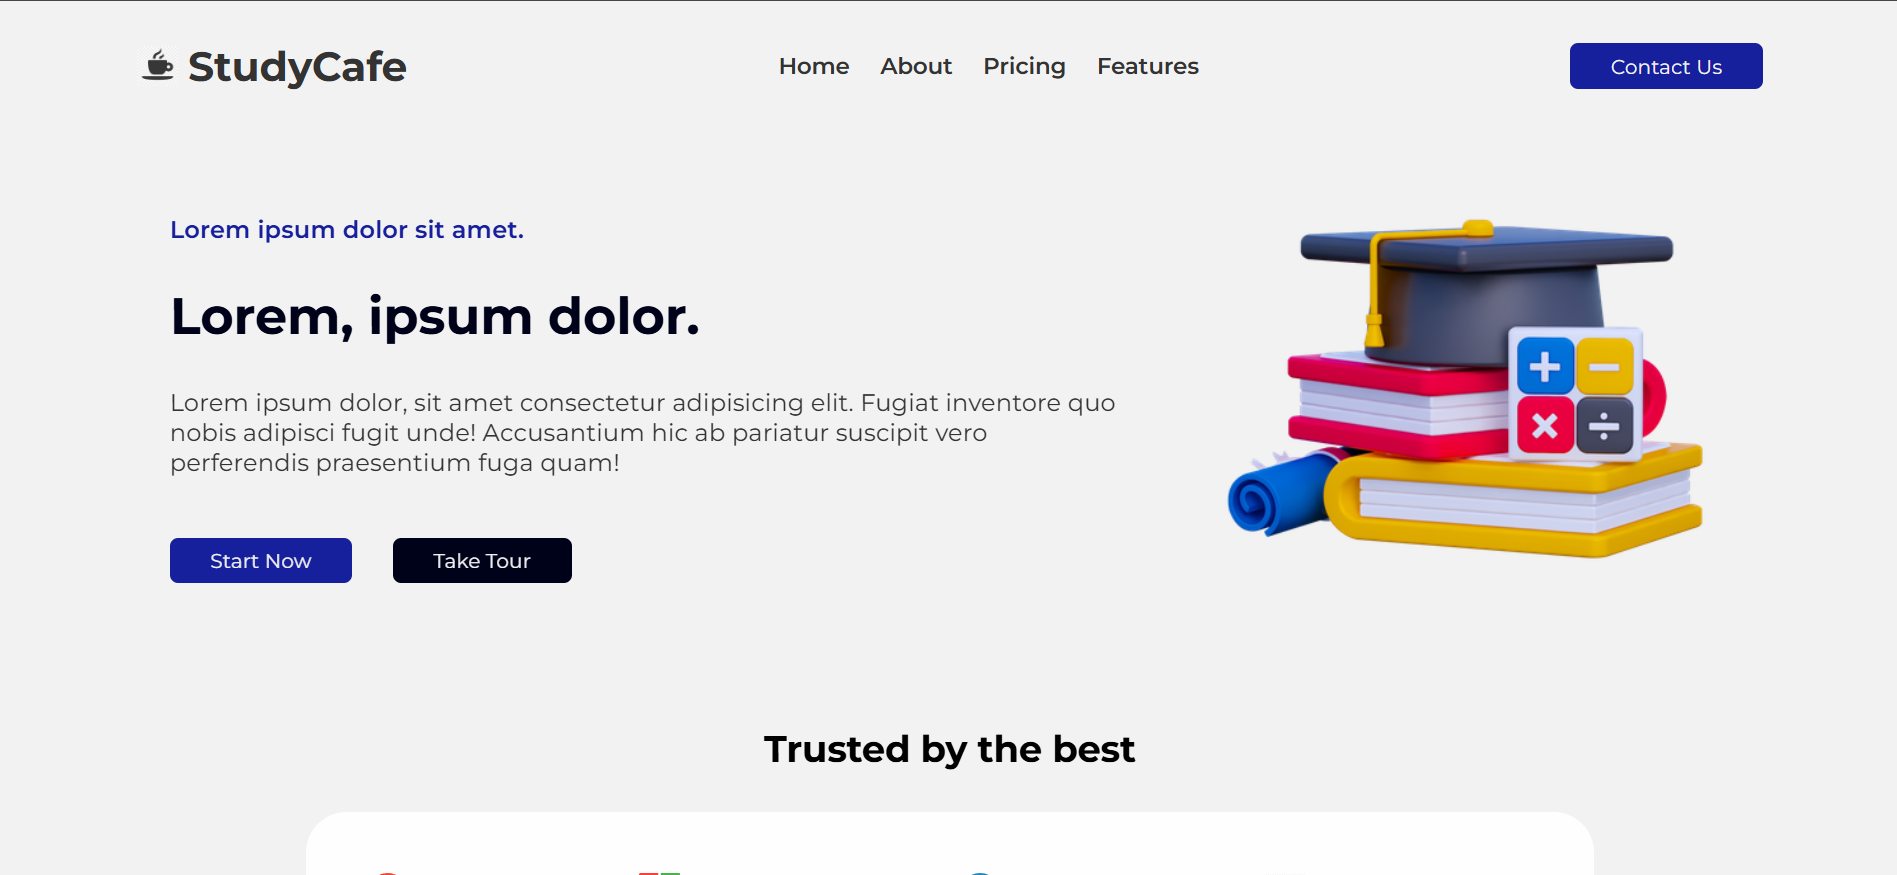 StudyCafe
Home About Pricing Features
Contact Us
Lorem ipsum dolor sit amet.
Lorem, ipsum dolor.
Lorem ipsum dolor, sit amet consectetur adipisicing elit. Fugiat inventore quo
nobis adipisci fugit unde! Accusantium hic ab pariatur suscipit vero
perferendis praesentium fuga quam!
Start Now Take Tour
Trusted by the best